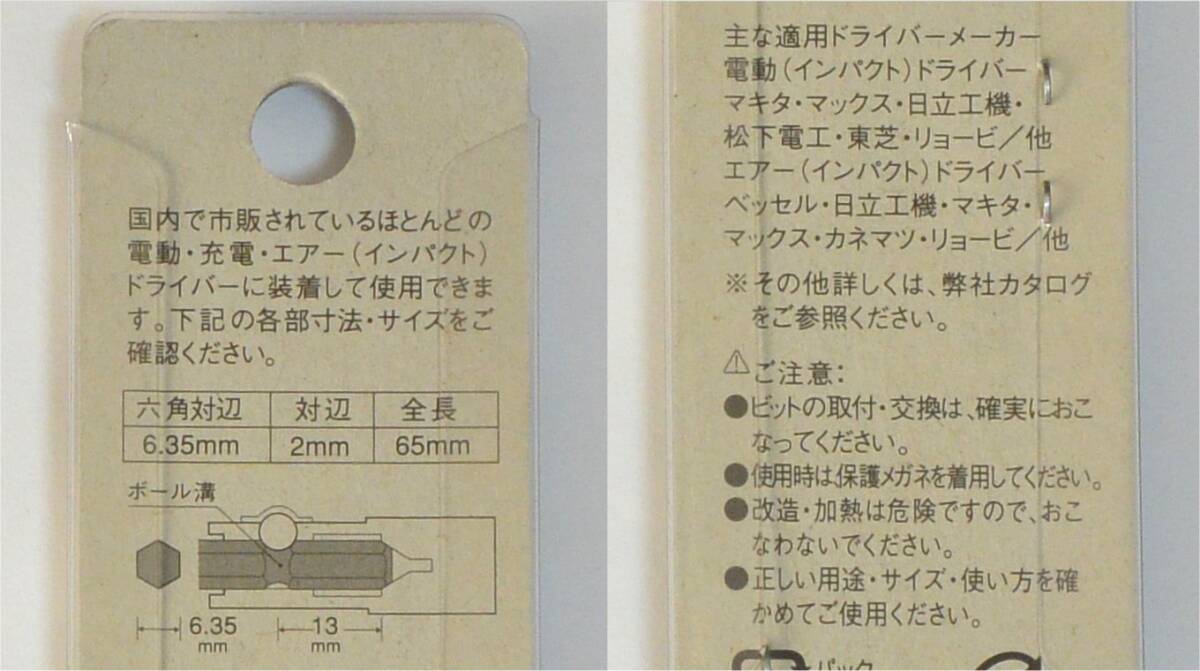 国内で市販されているほとんどの
電動・充電・エアー(インパクト)
ドライバーに装着して使用できま
す。下記の各部寸法・サイズをご
確認ください。
六角対辺 対辺 全長
6.35mm 2mm 65mm
ボール溝
6.35 13
mm mm
主な適用ドライバーメーカー
電動(インパクト)ドライバー
マキタ・マックス・日立工機・
松下電工・東芝・リョービ/他
エアー(インパクト)ドライバー
ベッセル・日立工機・マキタ・
マックス・カネマツ・リョービ/他
※その他詳しくは、弊社カタログ
をご参照ください。
⚠ご注意:
●ビットの取付・交換は、確実におこ
なってください。
●使用時は、保護メガネを着用してください。
●改造・加熱は危険ですので、おこ
なわないでください。
●正しい用途・サイズ・使い方を確
かめてご使用ください。
パック